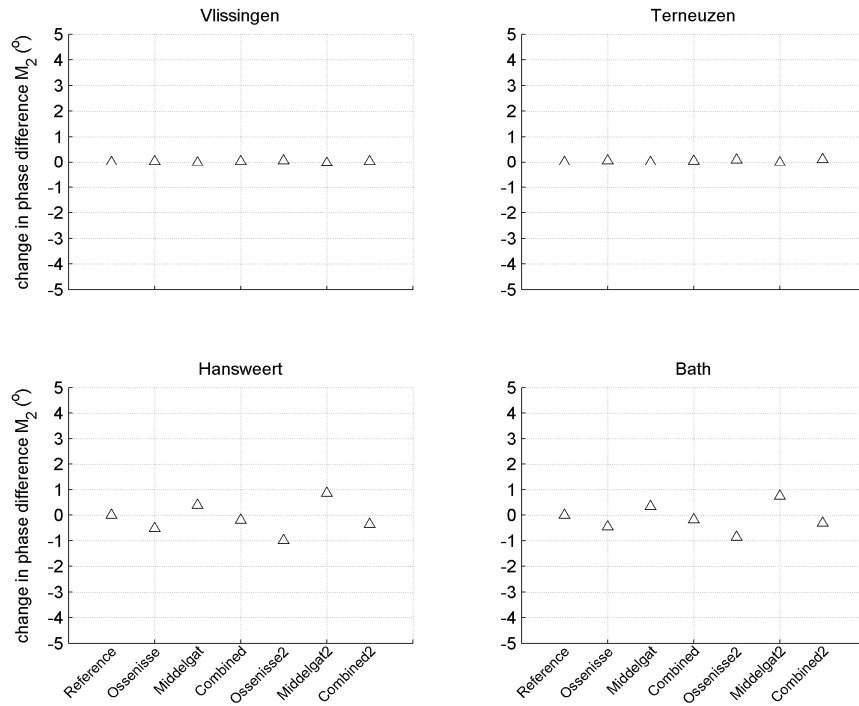 Vlissingen
Terneuzen
change in phase difference M2 (o)
5
4
3
2
1
0
-1
-2
-3
-4
-5
5
4
3
2
1
0
-1
-2
-3
-4
-5
Hansweert
Bath
change in phase difference M2 (o)
5
4
3
2
1
0
-1
-2
-3
-4
-5
Reference
Ossenisse
Middelgat
Combined
Ossenisse2
Middelgat2
Combined2
5
4
3
2
1
0
-1
-2
-3
-4
-5
Reference
Ossenisse
Middelgat
Combined
Ossenisse2
Middelgat2
Combined2